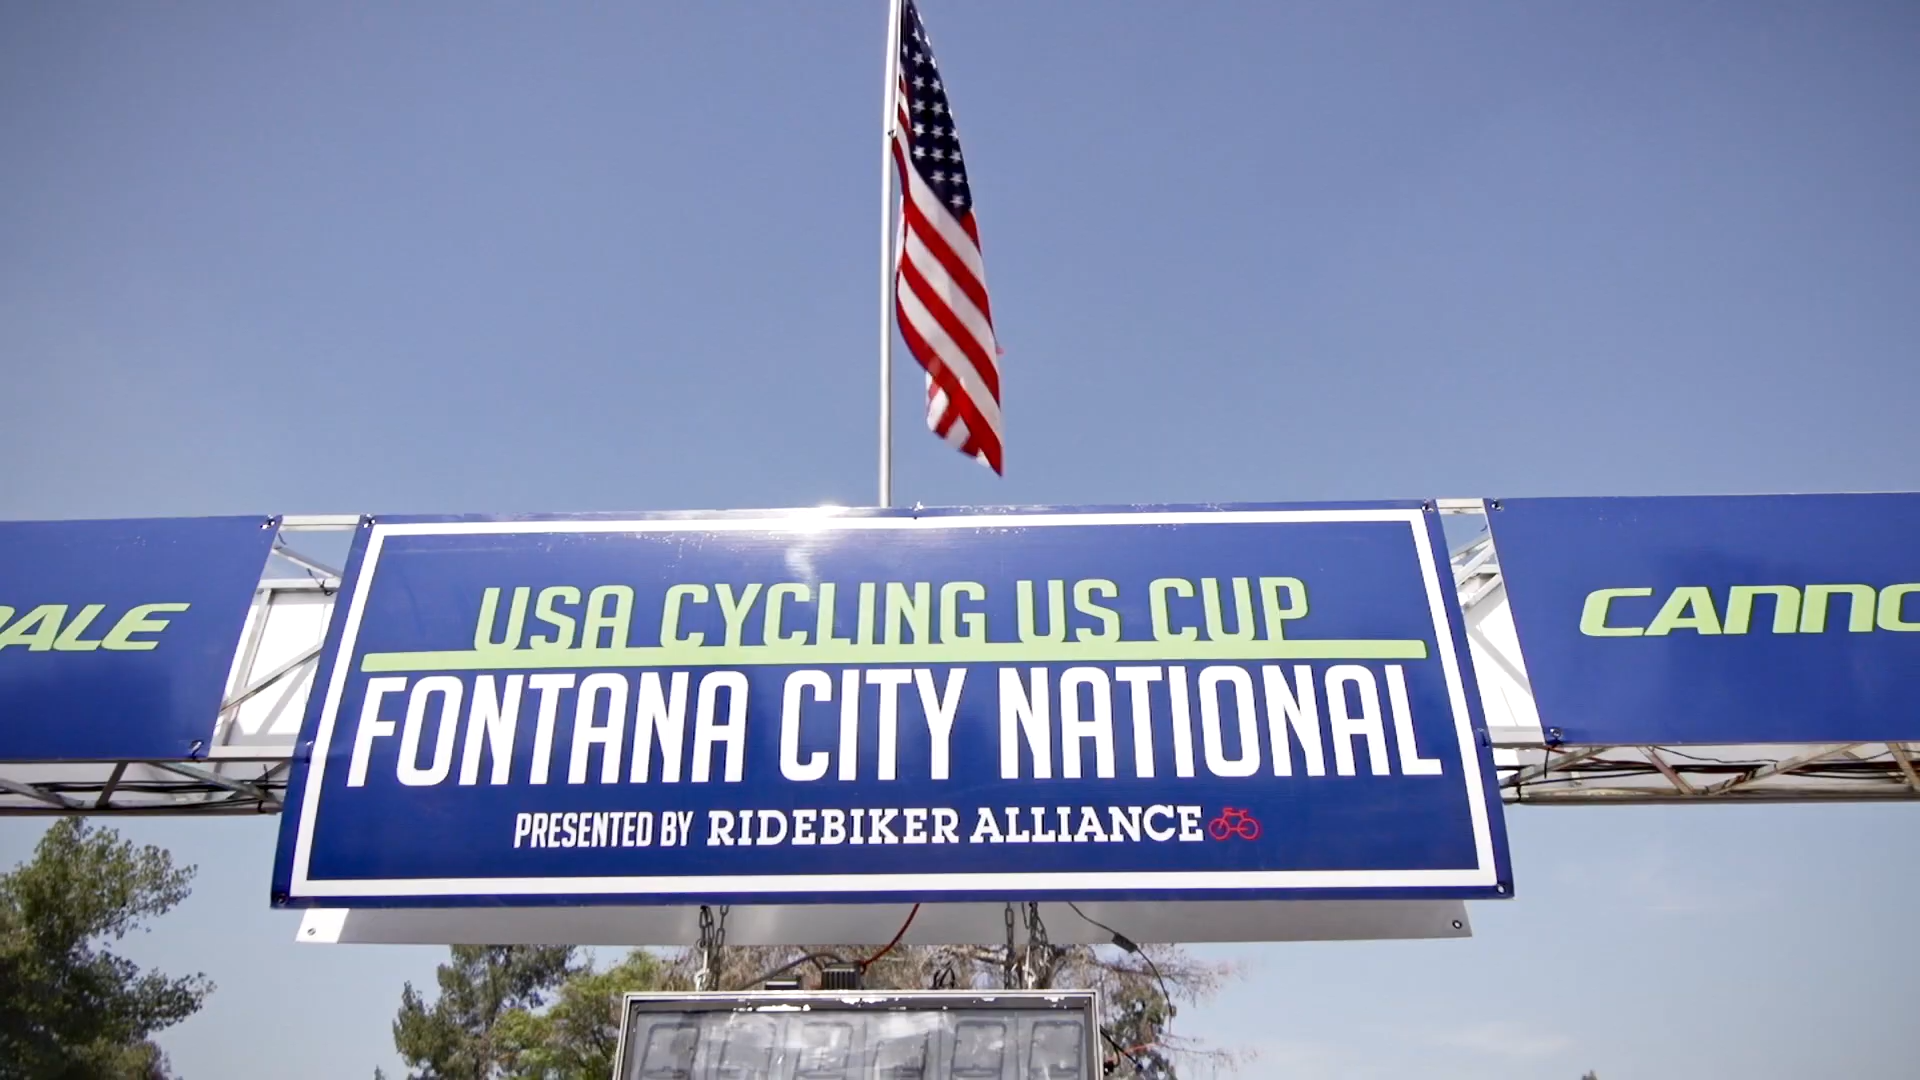 USA CYCLING US CUP
FONTANA CITY NATIONAL
PRESENTED BY RIDEBIKER ALLIANCE
DALE
CANNO